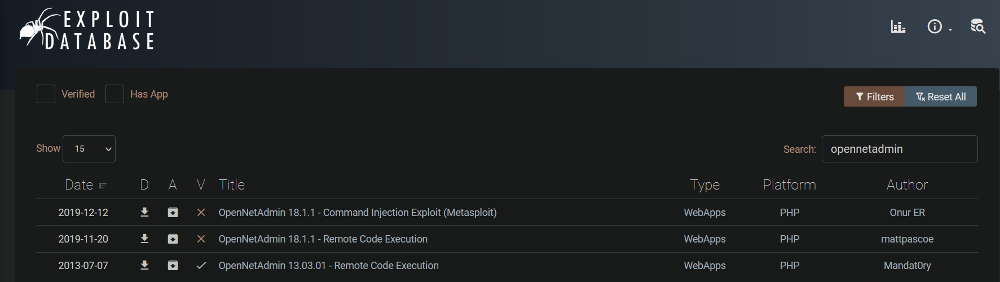 EXPLOIT
DATABASE
Verified Has App Filters Reset All
Show 15 Search: opennetadmin
Date D A V Title Type Platform Author
2019-12-12 OpenNetAdmin 18.1.1 - Command Injection Exploit (Metasploit) WebApps PHP Onur ER
2019-11-20 OpenNetAdmin 18.1.1 - Remote Code Execution WebApps PHP mattpascoe
2013-07-07 OpenNetAdmin 13.03.01 - Remote Code Execution WebApps PHP Mandat0ry